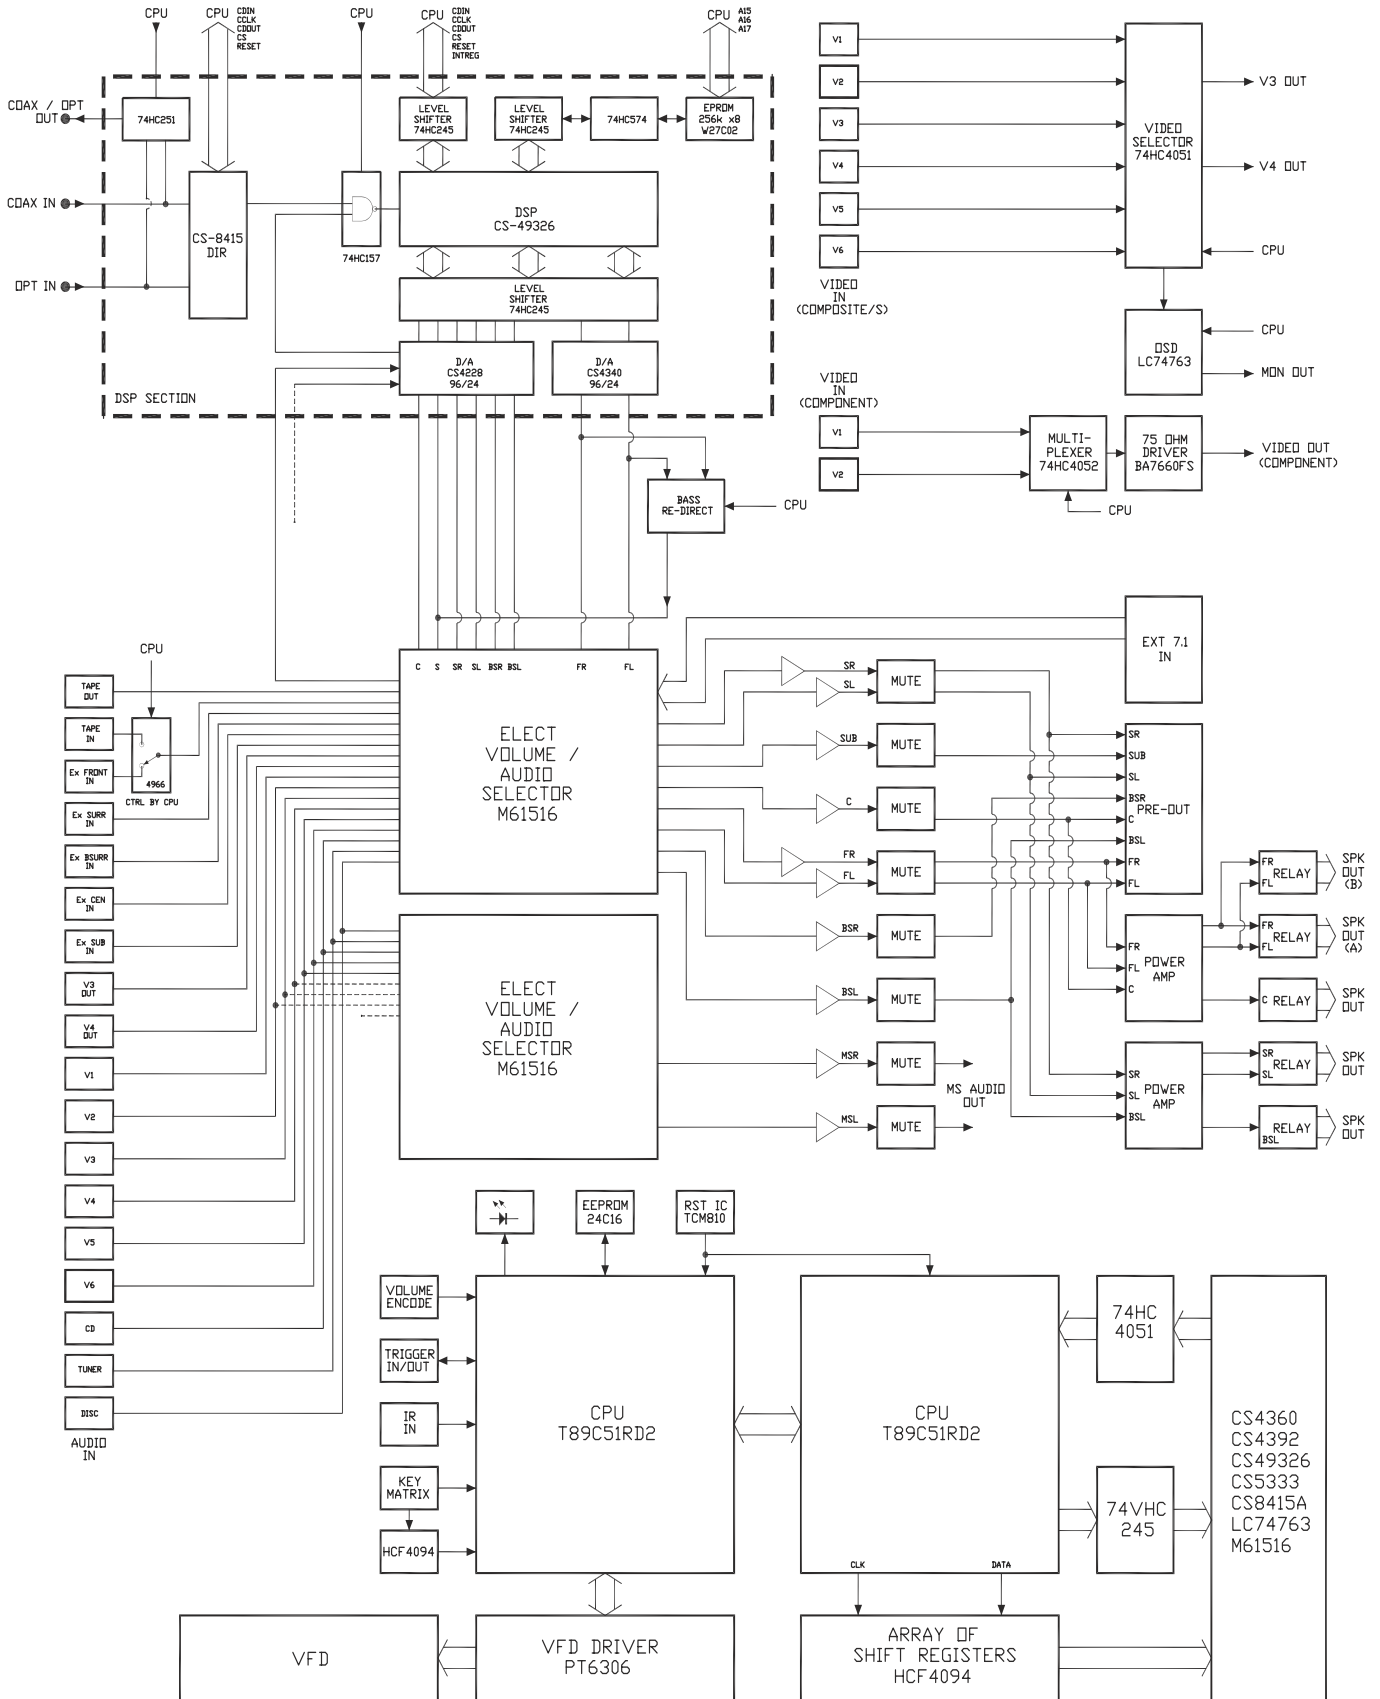 CPU
CPU
CDIN
CCLK
CDOUT
CS
RESET
CPU
CPU
CDIN
CCLK
CDOUT
CS
RESET
INTREG
CPU
A15
A16
A17
COAX / OPT
OUT
74HC251
LEVEL
SHIFTER
74HC245
LEVEL
SHIFTER
74HC245
74HC574
EPROM
256k x8
W27C02
COAX IN
OPT IN
CS-8415
DIR
74HC157
DSP
CS-49326
LEVEL
SHIFTER
74HC245
D/A
CS4228
96/24
D/A
CS4340
96/24
DSP SECTION
BASS
RE-DIRECT
CPU
V1
V2
V3
V4
V5
V6
VIDEO
IN
(COMPOSITE/S)
VIDEO
SELECTOR
74HC4051
V3 OUT
V4 OUT
CPU
OSD
LC74763
CPU
MON OUT
VIDEO
IN
(COMPONENT)
V1
V2
MULTI-
PLEXER
74HC4052
75 OHM
DRIVER
BA7660FS
VIDEO OUT
(COMPONENT)
CPU
EXT 7.1
IN
CPU
TAPE
OUT
TAPE
IN
Ex FRONT
IN
4966
CTRL BY CPU
Ex SURR
IN
Ex BSURR
IN
Ex CEN
IN
Ex SUB
IN
V3
OUT
V4
OUT
V1
V2
V3
V4
V5
V6
CD
TUNER
DISC
AUDIO
IN
C S SR SL BSR BSL FR FL
ELECT
VOLUME /
AUDIO
SELECTOR
M61516
ELECT
VOLUME /
AUDIO
SELECTOR
M61516
SR
SL
MUTE
SUB
MUTE
C
MUTE
FR
FL
MUTE
BSR
MUTE
BSL
MUTE
MSR
MUTE
MS AUDIO
OUT
MSL
MUTE
SR
SUB
SL
BSR
PRE-OUT
C
BSL
FR
FL
FR
FL
C
POWER
AMP
SR
SL
BSL
POWER
AMP
FR
FL
RELAY
SPK
OUT
(B)
FR
FL
RELAY
SPK
OUT
(A)
C RELAY
SPK
OUT
SR
SL
RELAY
SPK
OUT
RELAY
BSL
SPK
OUT
EEPROM
24C16
RST IC
TCM810
VOLUME
ENCODE
TRIGGER
IN/OUT
IR
IN
KEY
MATRIX
HCF4094
CPU
T89C51RD2
CPU
T89C51RD2
CLK
DATA
74HC
4051
74VHC
245
CS4360
CS4392
CS49326
CS5333
CS8415A
LC74763
M61516
VFD
VFD DRIVER
PT6306
ARRAY OF
SHIFT REGISTERS
HCF4094